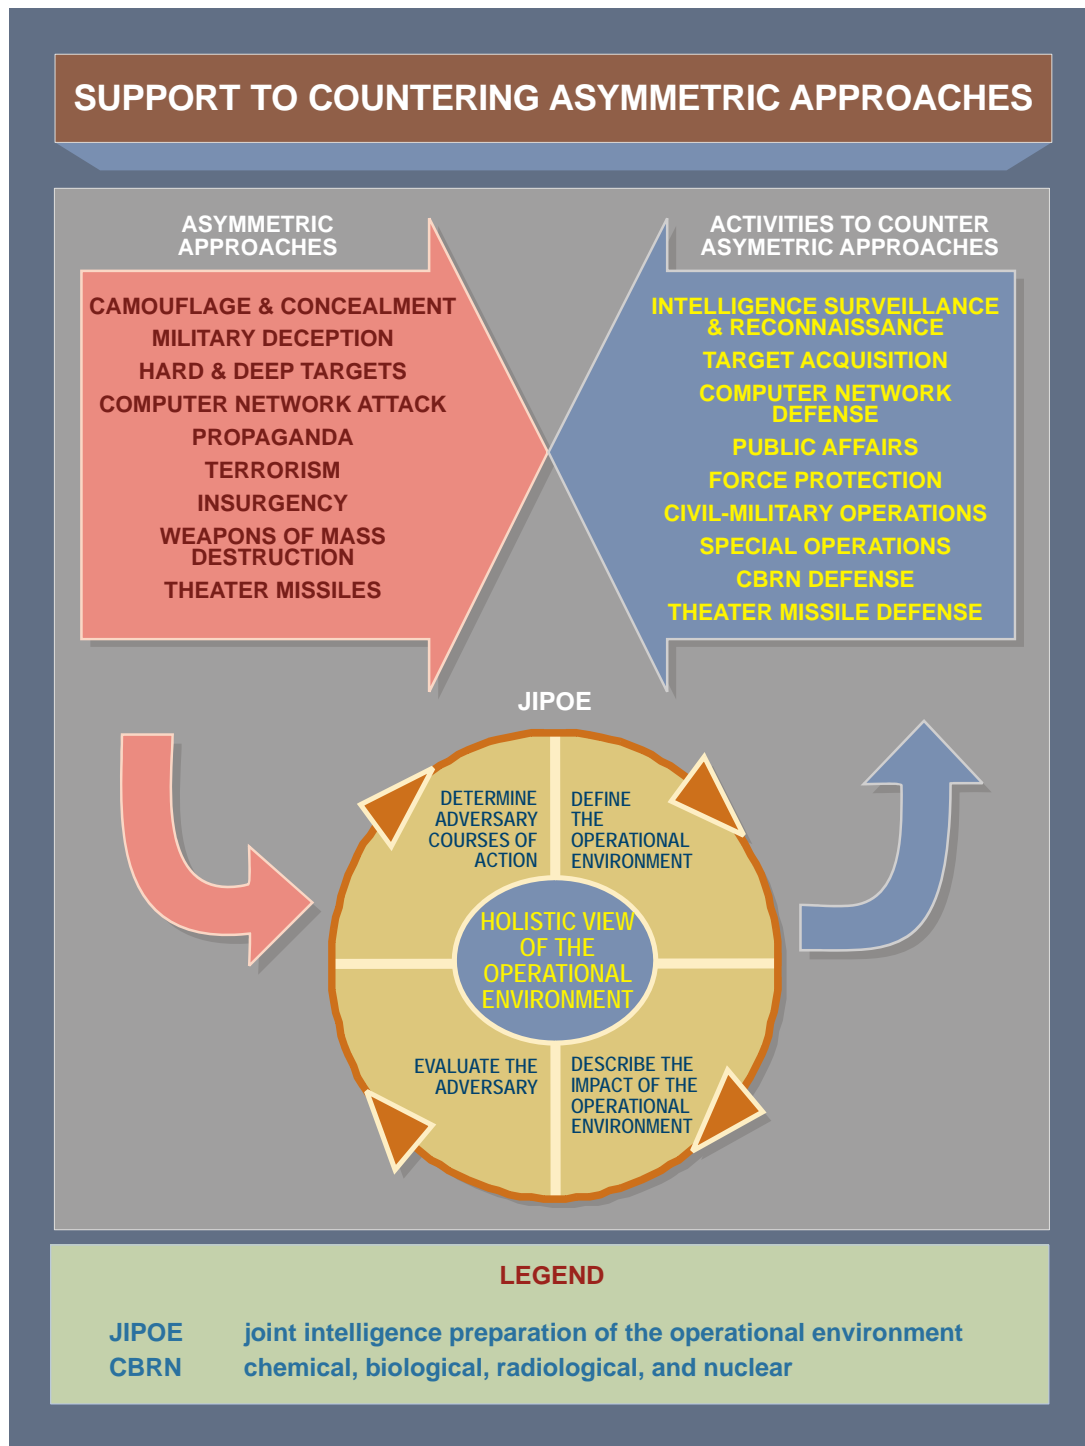 SUPPORT TO COUNTERING ASYMMETRIC APPROACHES
ASYMMETRIC
APPROACHES
CAMOUFLAGE & CONCEALMENT
MILITARY DECEPTION
HARD & DEEP TARGETS
COMPUTER NETWORK ATTACK
PROPAGANDA
TERRORISM
INSURGENCY
WEAPONS OF MASS
DESTRUCTION
THEATER MISSILES
ACTIVITIES TO COUNTER
ASYMETRIC APPROACHES
INTELLIGENCE SURVEILLANCE
& RECONNAISSANCE
TARGET ACQUISITION
COMPUTER NETWORK
DEFENSE
PUBLIC AFFAIRS
FORCE PROTECTION
CIVIL-MILITARY OPERATIONS
SPECIAL OPERATIONS
CBRN DEFENSE
THEATER MISSILE DEFENSE
JIPOE
DETERMINE
ADVERSARY
COURSES OF
ACTION
DEFINE
THE
OPERATIONAL
ENVIRONMENT
HOLISTIC VIEW
OF THE
OPERATIONAL
ENVIRONMENT
EVALUATE THE
ADVERSARY
DESCRIBE THE
IMPACT OF THE
OPERATIONAL
ENVIRONMENT
LEGEND
JIPOE joint intelligence preparation of the operational environment
CBRN chemical, biological, radiological, and nuclear